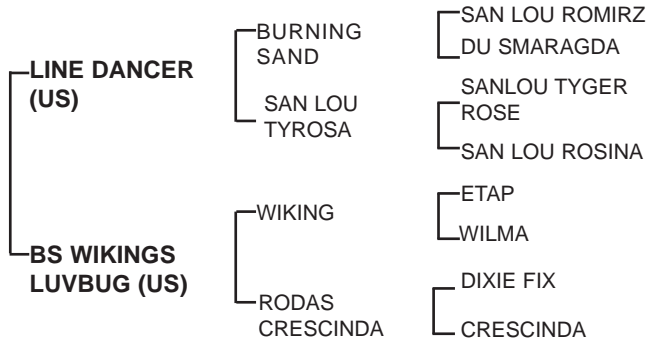 LINE DANCER
(US)
BURNING
SAND
SAN LOU ROMIRZ
DU SMARAGDA
SAN LOU
TYROSA
SANLOU TYGER
ROSE
SAN LOU ROSINA
BS WIKINGS
LUVBUG (US)
WIKING
ETAP
WILMA
RODAS
CRESCINDA
DIXIE FIX
CRESCINDA